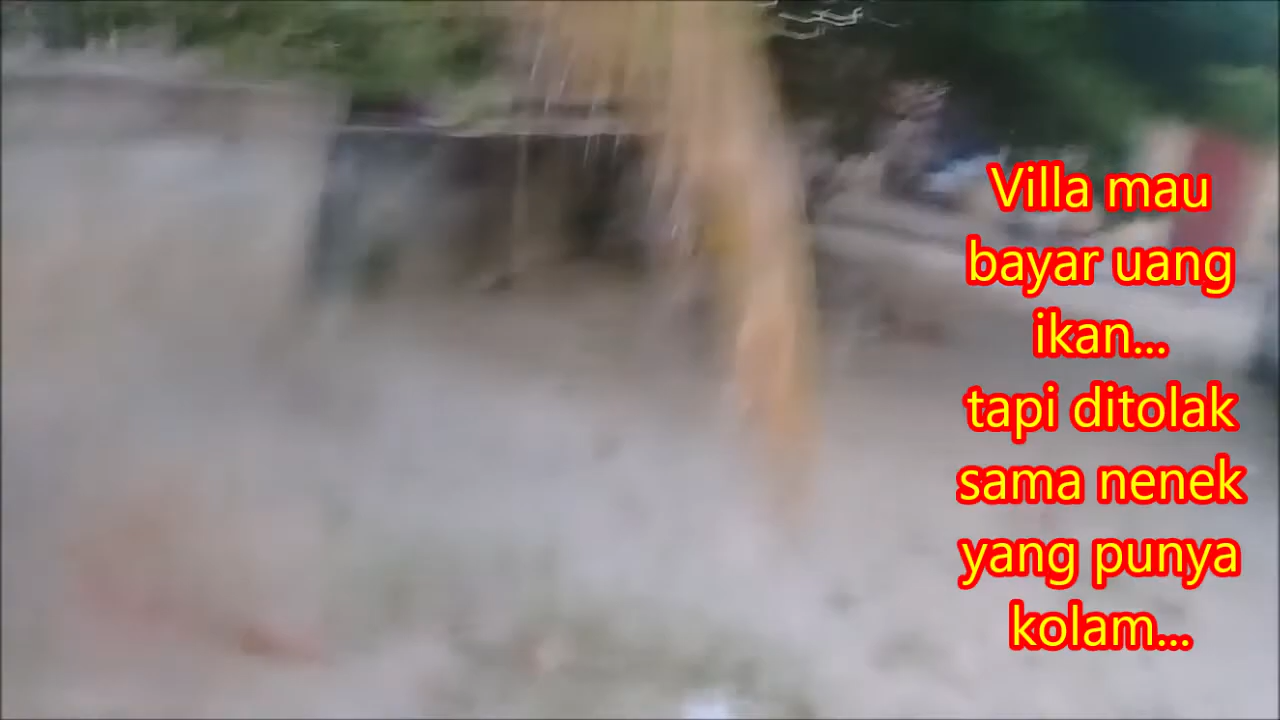 Villa mau
bayar uang
ikan...
tapi ditolak
sama nenek
yang punya
kolam...